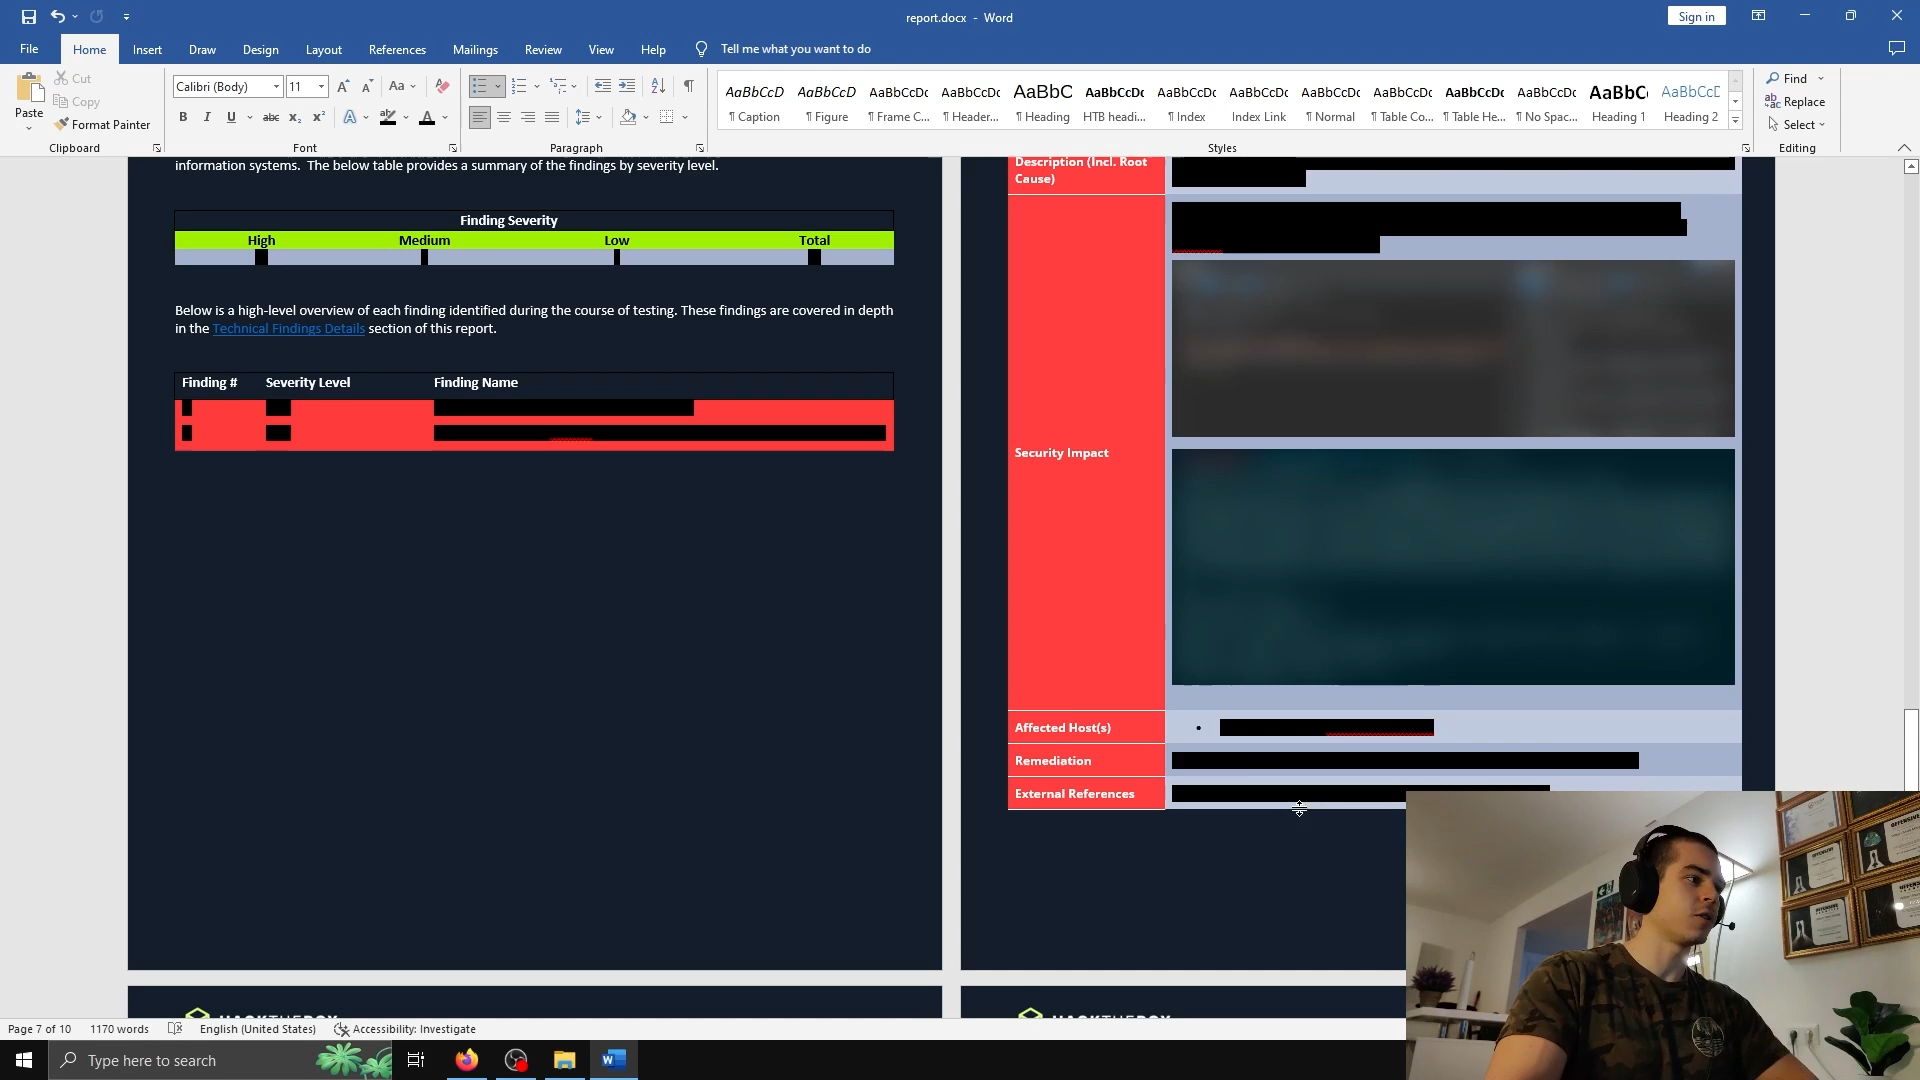 report.docx - Word
Sign in
File
Home
Insert
Draw
Design
Layout
References
Mailings
Review
View
Help
Tell me what you want to do
Paste
Cut
Copy
Format Painter
Clipboard
Calibri (Body)
11
Aa
B I U abc x₂ x²
A
A
Font
Paragraph
AaBbCcD AaBbCcD AaBbCcDc AaBbCcDc AaBbC AaBbCcDc AaBbCcDc AaBbCcDc AaBbCcDc AaBbCcDc AaBbCcDc AaBbCcDc AaBbC AaBbCcD
¶ Caption ¶ Figure ¶ Frame C... ¶ Header... ¶ Heading HTB headi... ¶ Index Index Link ¶ Normal ¶ Table Co... ¶ Table He... ¶ No Spac... Heading 1 Heading 2
Styles
Find
Replace
Select
Editing
information systems. The below table provides a summary of the findings by severity level.
Finding Severity
High Medium Low Total
Below is a high-level overview of each finding identified during the course of testing. These findings are covered in depth
in the Technical Findings Details section of this report.
Finding # Severity Level Finding Name
Description (Incl. Root
Cause)
Security Impact
Affected Host(s)
Remediation
External References
HACKTHEBOX
HACKTHEBOX
Page 7 of 10 1170 words English (United States) Accessibility: Investigate
Type here to search